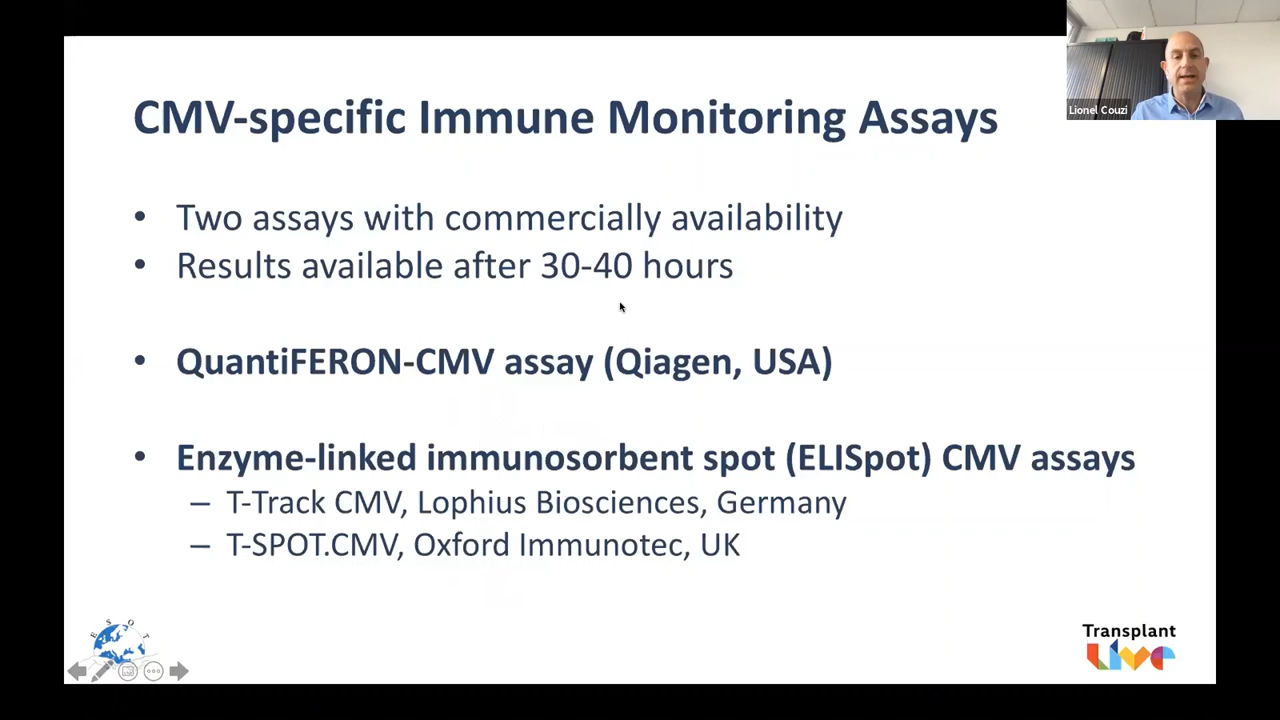 Lionel Couzi
CMV-specific Immune Monitoring Assays
• Two assays with commercially availability
• Results available after 30-40 hours
• QuantiFERON-CMV assay (Qiagen, USA)
• Enzyme-linked immunosorbent spot (ELISpot) CMV assays
– T-Track CMV, Lophius Biosciences, Germany
– T-SPOT.CMV, Oxford Immunotec, UK
E S O T
Transplant
Live